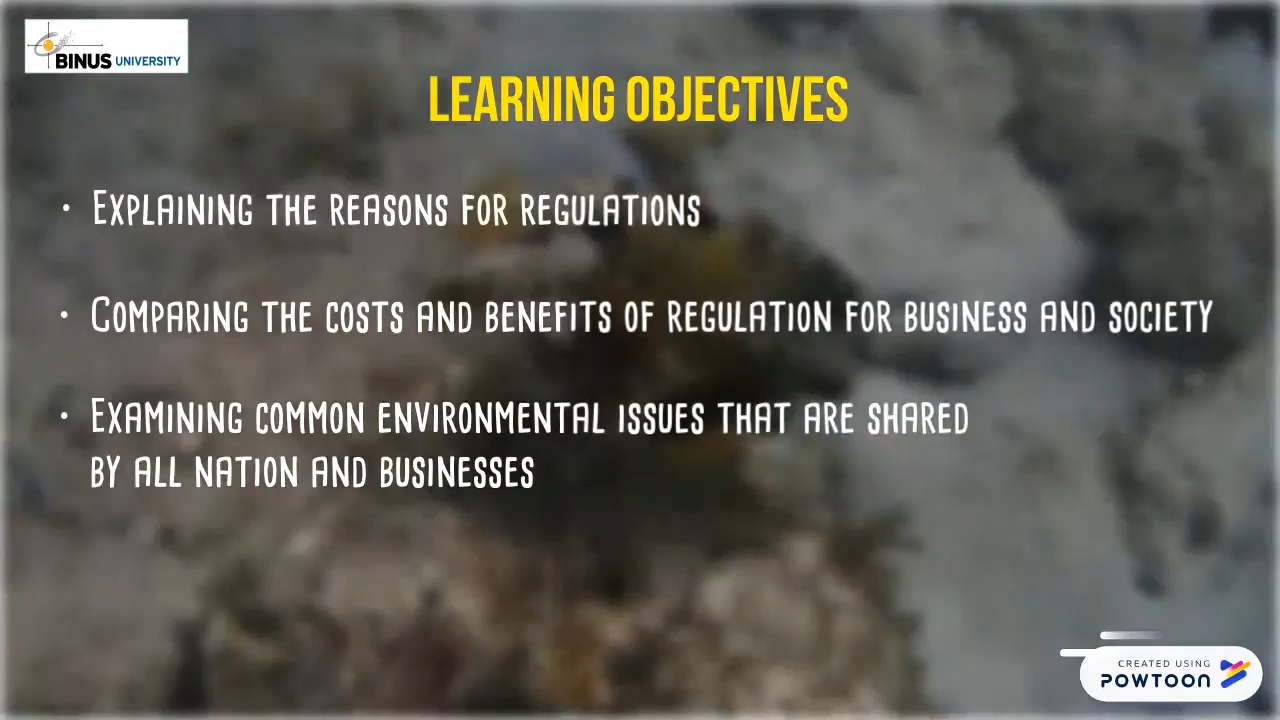 BINUS UNIVERSITY
LEARNING OBJECTIVES
• EXPLAINING THE REASONS FOR REGULATIONS
• COMPARING THE COSTS AND BENEFITS OF REGULATION FOR BUSINESS AND SOCIETY
• EXAMINING COMMON ENVIRONMENTAL ISSUES THAT ARE SHARED
BY ALL NATION AND BUSINESSES
CREATED USING
POWTOON